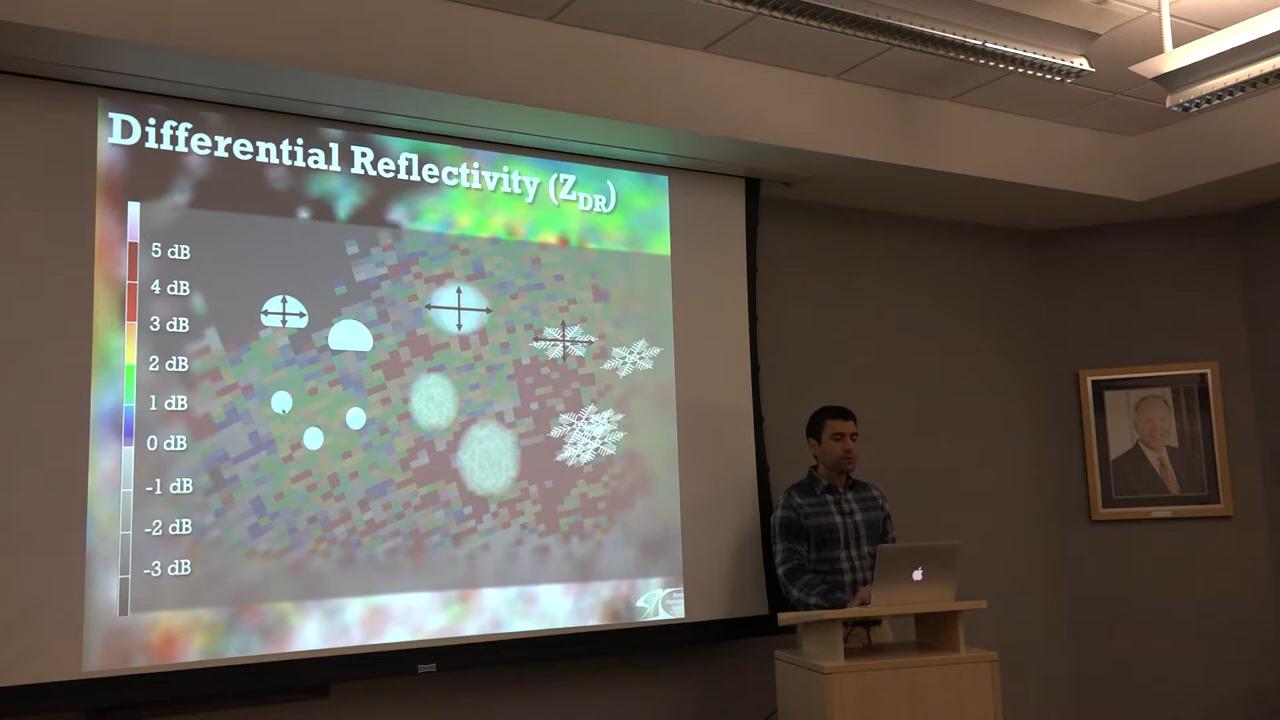 Differential Reflectivity (ZDR)
5 dB
4 dB
3 dB
2 dB
1 dB
0 dB
-1 dB
-2 dB
-3 dB